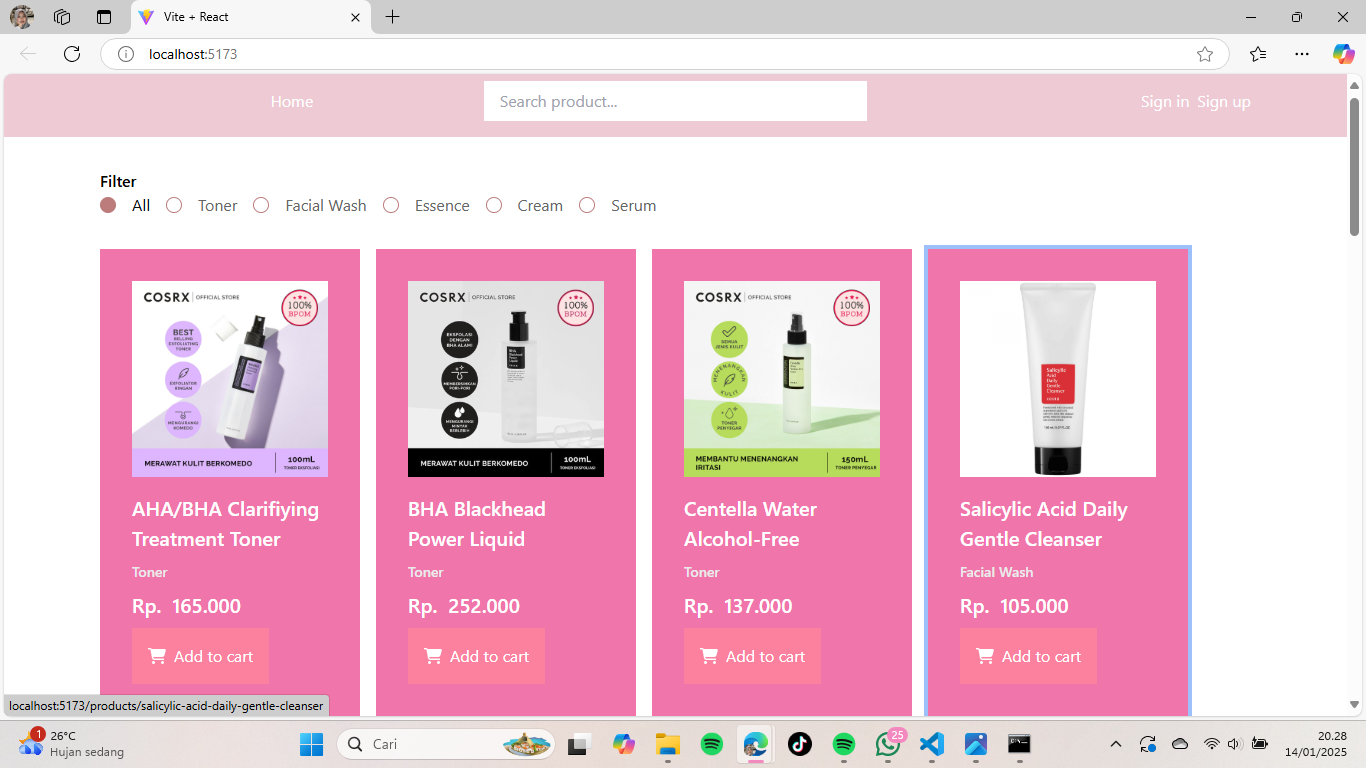 Vite + React
localhost:5173
Home
Search product...
Sign in Sign up
Filter
All Toner Facial Wash Essence Cream Serum
COSRX OFFICIAL STORE
100%
BPOM
BEST
SELLING
EXFOLIATING
TONER
EXFOLIATOR
RINGAN
MENGURANGI
KOMEDO
MERAWAT KULIT BERKOMEDO
100mL
TONER EKSFOLIASI
AHA/BHA Clarifiying
Treatment Toner
Toner
Rp. 165.000
Add to cart
COSRX OFFICIAL STORE
100%
BPOM
EKSFOLIASI
DENGAN
BHA ALAMI
MEMBERSIHKAN
PORI-PORI
MENGURANGI
MINYAK
BERLEBIH
BHA
Blackhead
Power
Liquid
MERAWAT KULIT BERKOMEDO
100mL
TONER EKSFOLIASI
BHA Blackhead
Power Liquid
Toner
Rp. 252.000
Add to cart
COSRX OFFICIAL STORE
100%
BPOM
SEMUA
JENIS KULIT
MENENANGKAN
KULIT
TONER
PENYEGAR
MEMBANTU MENENANGKAN
IRITASI
150mL
TONER PENYEGAR
Centella Water
Alcohol-Free
Toner
Rp. 137.000
Add to cart
Salicylic
Acid
Daily
Gentle
Cleanser
COSRX
Salicylic Acid Daily
Gentle Cleanser
Facial Wash
Rp. 105.000
Add to cart
localhost:5173/products/salicylic-acid-daily-gentle-cleanser
1
26°C
Hujan sedang
Cari
25
20.28
14/01/2025